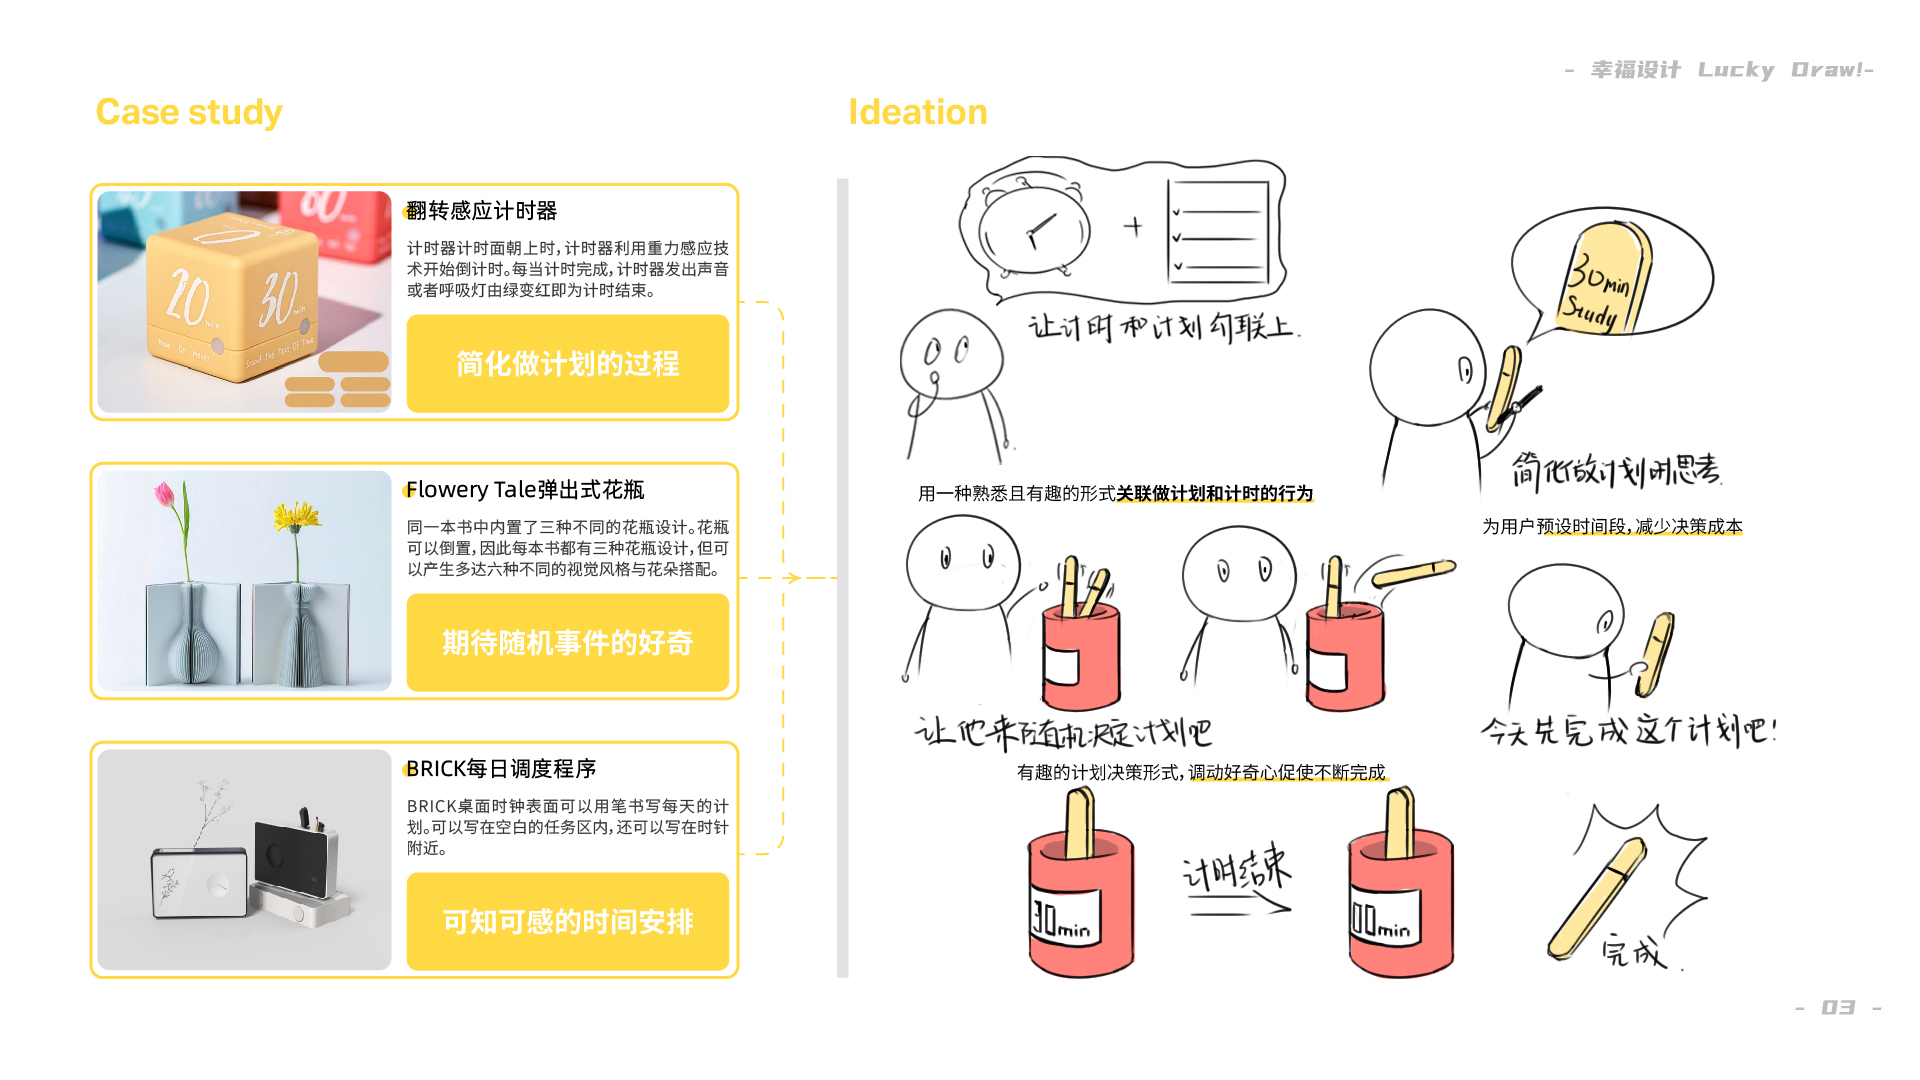 - 幸福设计 Lucky Draw!-
Case study
翻转感应计时器
计时器计时面朝上时,计时器利用重力感应技
术开始倒计时。每当计时完成,计时器发出声音
或者呼吸灯由绿变红即为计时结束。
简化做计划的过程
20
30
Now Or Never
Stand The Test Of Time
60
Flowery Tale弹出式花瓶
同一本书中内置了三种不同的花瓶设计。花瓶
可以倒置,因此每本书都有三种花瓶设计,但可
以产生多达六种不同的视觉风格与花朵搭配。
期待随机事件的好奇
BRICK每日调度程序
BRICK桌面时钟表面可以用笔书写每天的计
划。可以写在空白的任务区内,还可以写在时针
附近。
可知可感的时间安排
Ideation
让计时和计划勾联上.
30min
Study
简化做计划的思考.
用一种熟悉且有趣的形式关联做计划和计时的行为
为用户预设时间段,减少决策成本
让他来随机决定计划吧
今天先完成这个计划吧!
有趣的计划决策形式,调动好奇心促使不断完成
30min
计时结束
00min
完成.
- 03 -